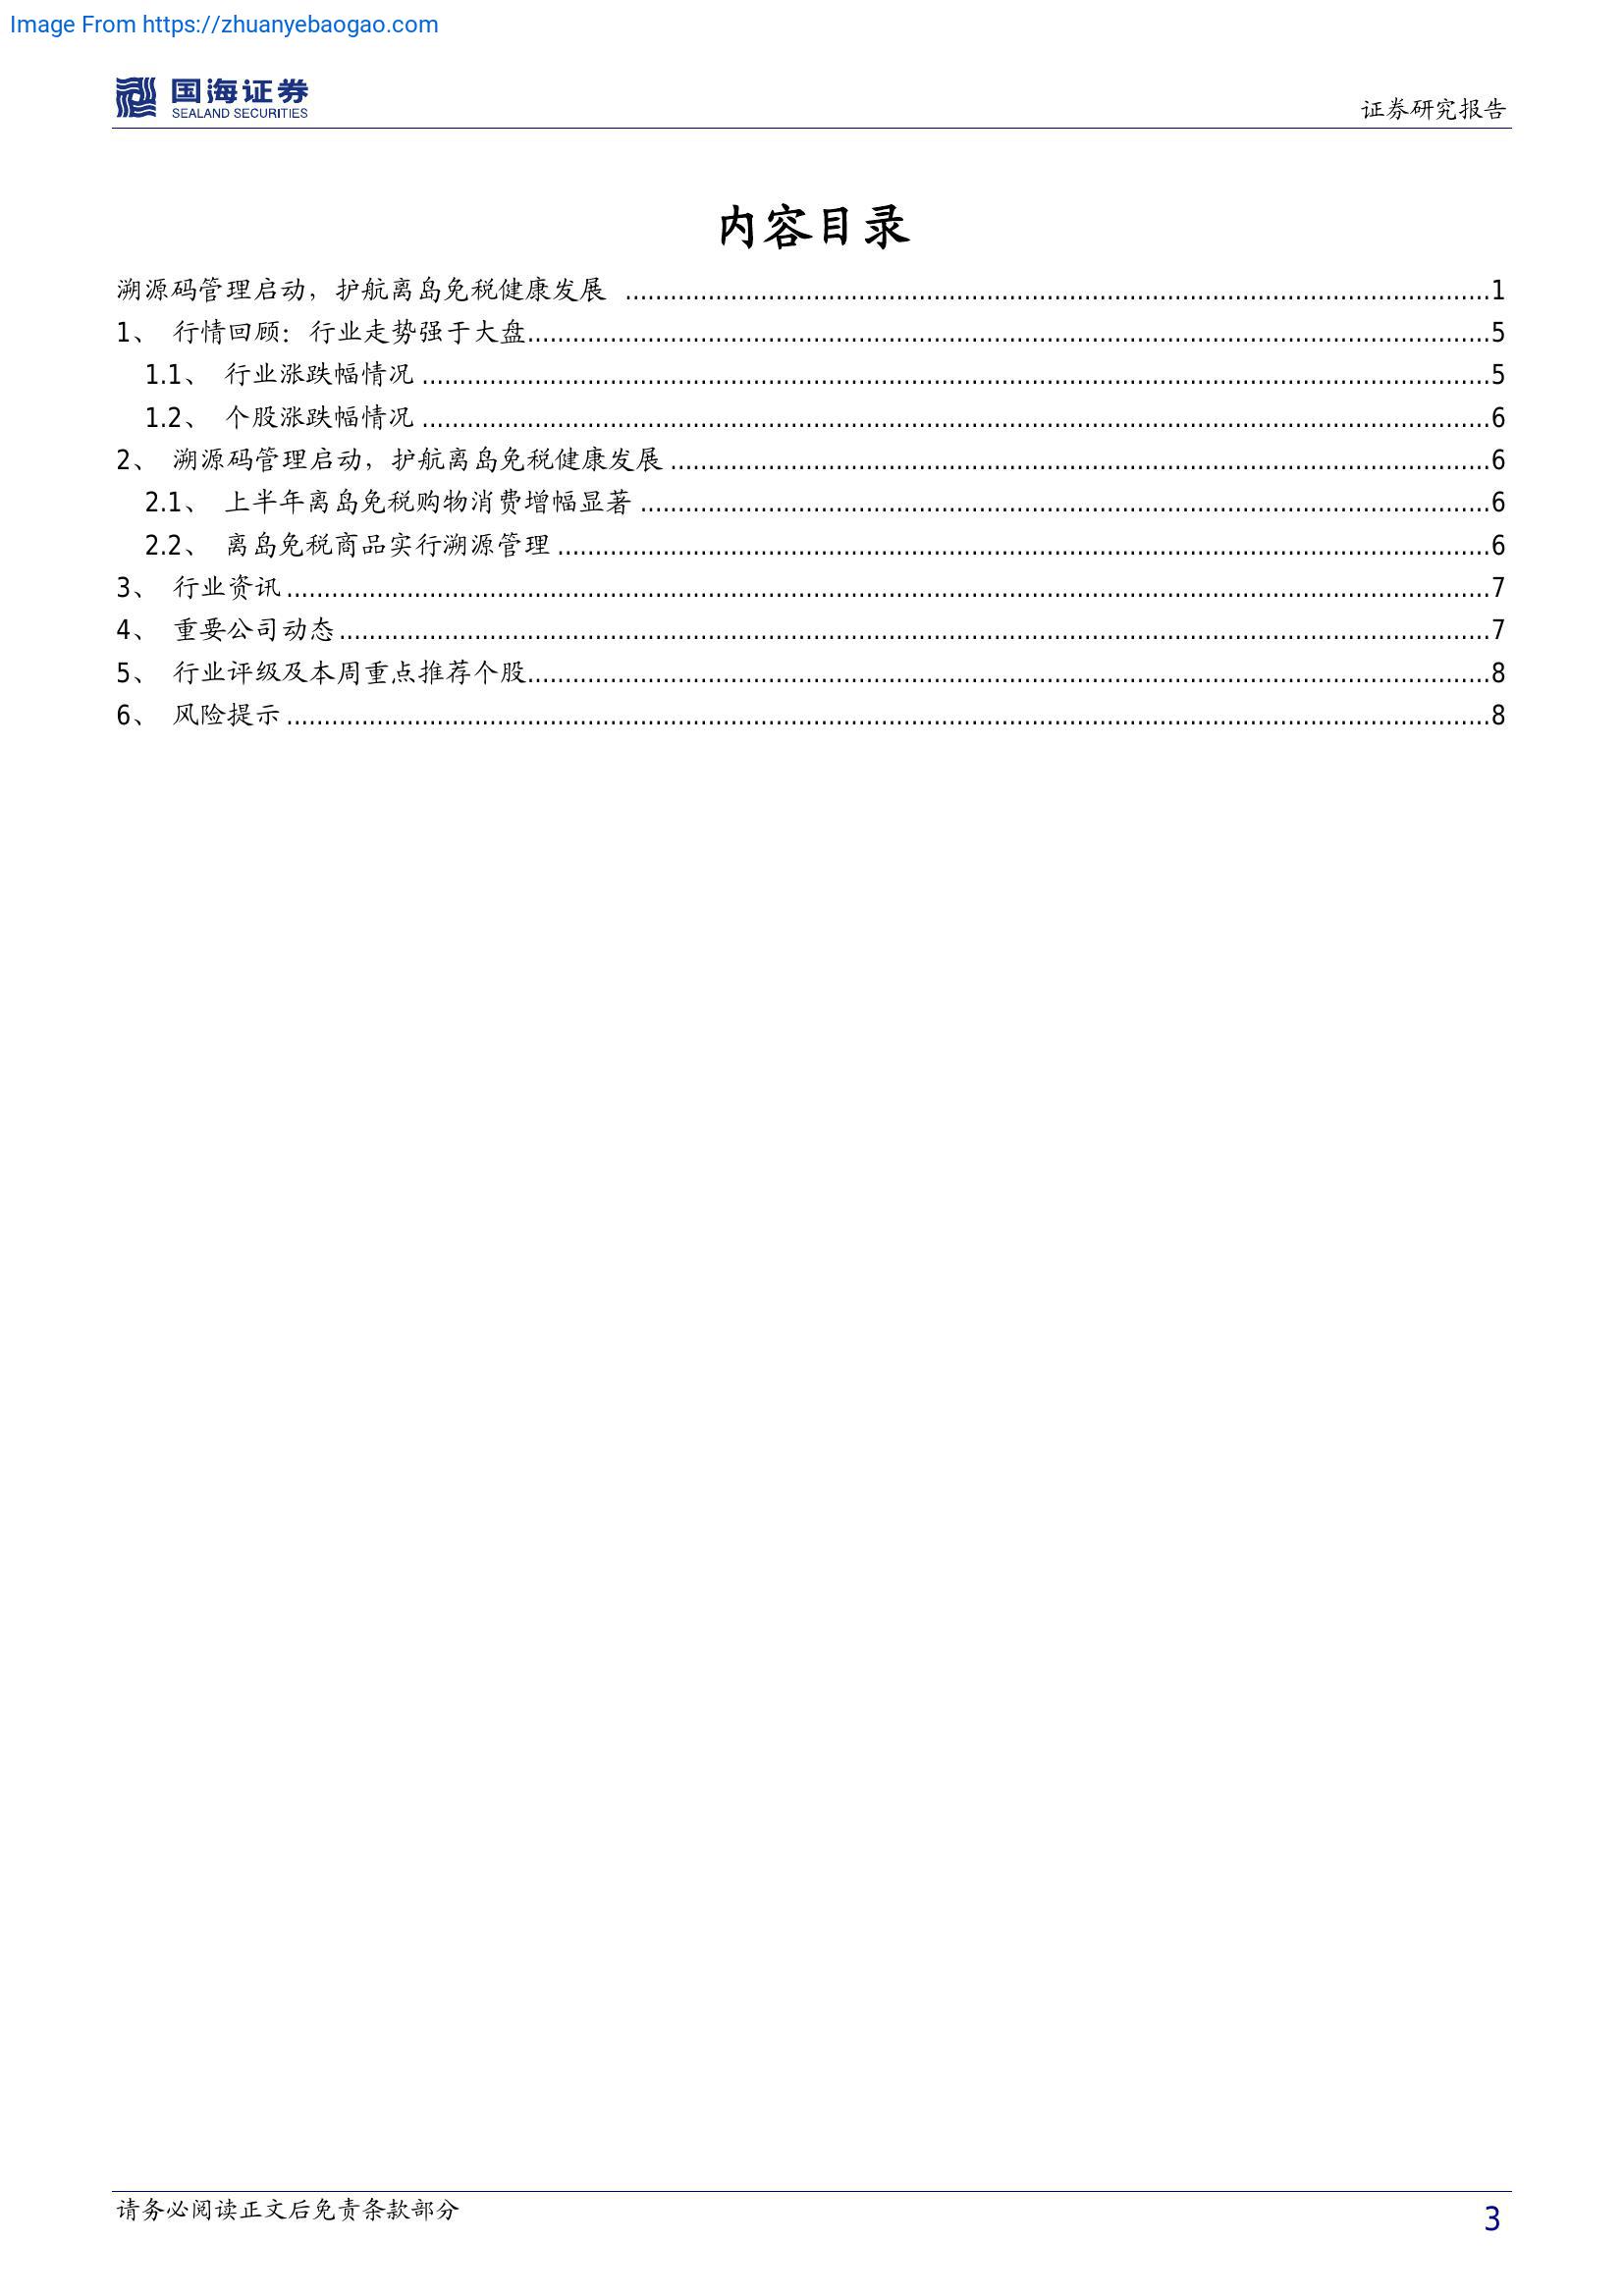 Image From https://zhuanyebaogao.com
国海证券
SEALAND SECURITIES
证券研究报告
内容目录
溯源码管理启动，护航离岛免税健康发展 ........................................ 1
1、 行情回顾：行业走势强于大盘........................................ 5
1.1、 行业涨跌幅情况 ........................................ 5
1.2、 个股涨跌幅情况 ........................................ 6
2、 溯源码管理启动，护航离岛免税健康发展 ........................................ 6
2.1、 上半年离岛免税购物消费增幅显著 ........................................ 6
2.2、 离岛免税商品实行溯源管理 ........................................ 6
3、 行业资讯 ........................................ 7
4、 重要公司动态 ........................................ 7
5、 行业评级及本周重点推荐个股........................................ 8
6、 风险提示 ........................................ 8
请务必阅读正文后免责条款部分
3